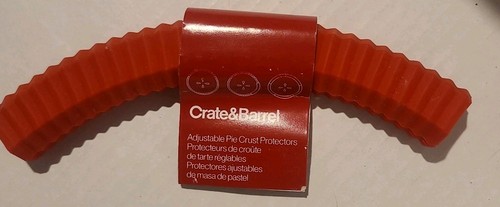 Crate&Barrel
Adjustable Pie Crust Protectors
Protecteurs de croûte
de tarte réglables
Protectores ajustables
de masa de pastel